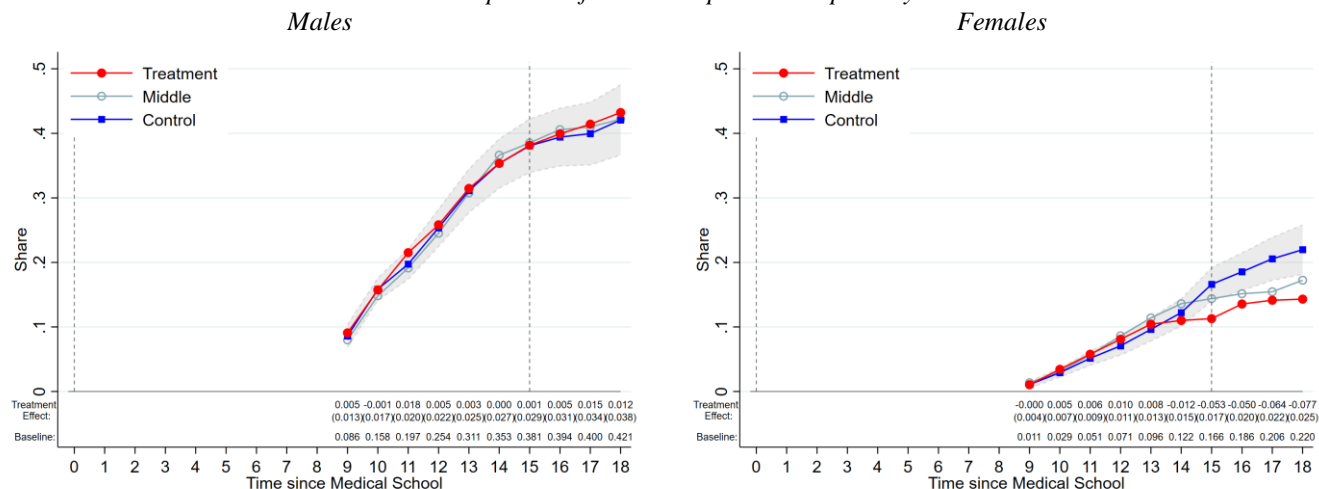 Males
Females
.5
.4
.3
.2
.1
0
Share
Treatment
Middle
Control
Treatment Effect:
0.005 -0.001 0.018 0.005 0.003 0.000 0.001 0.005 0.015 0.012
(0.013)(0.017)(0.020)(0.022)(0.025)(0.027)(0.029)(0.031)(0.034)(0.038)
Baseline: 0.086 0.158 0.197 0.254 0.311 0.353 0.381 0.394 0.400 0.421
0 1 2 3 4 5 6 7 8 9 10 11 12 13 14 15 16 17 18
Time since Medical School
.5
.4
.3
.2
.1
0
Share
Treatment
Middle
Control
Treatment Effect:
-0.000 0.005 0.006 0.010 0.008 -0.012 -0.053 -0.050 -0.064 -0.077
(0.004)(0.007)(0.009)(0.011)(0.013)(0.015)(0.017)(0.020)(0.022)(0.025)
Baseline: 0.011 0.029 0.051 0.071 0.096 0.122 0.166 0.186 0.206 0.220
0 1 2 3 4 5 6 7 8 9 10 11 12 13 14 15 16 17 18
Time since Medical School